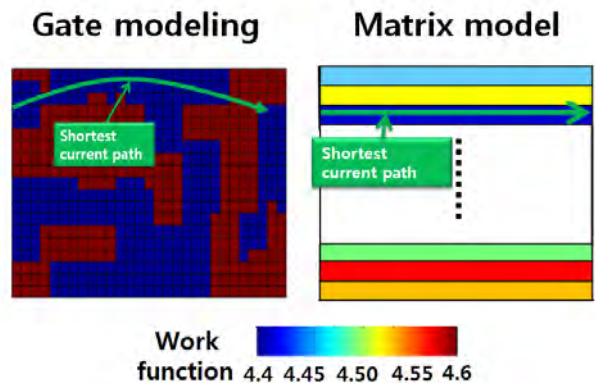 Gate modeling
Matrix model
Shortest
current path
Shortest
current path
Work
function
4.4 4.45 4.50 4.55 4.6